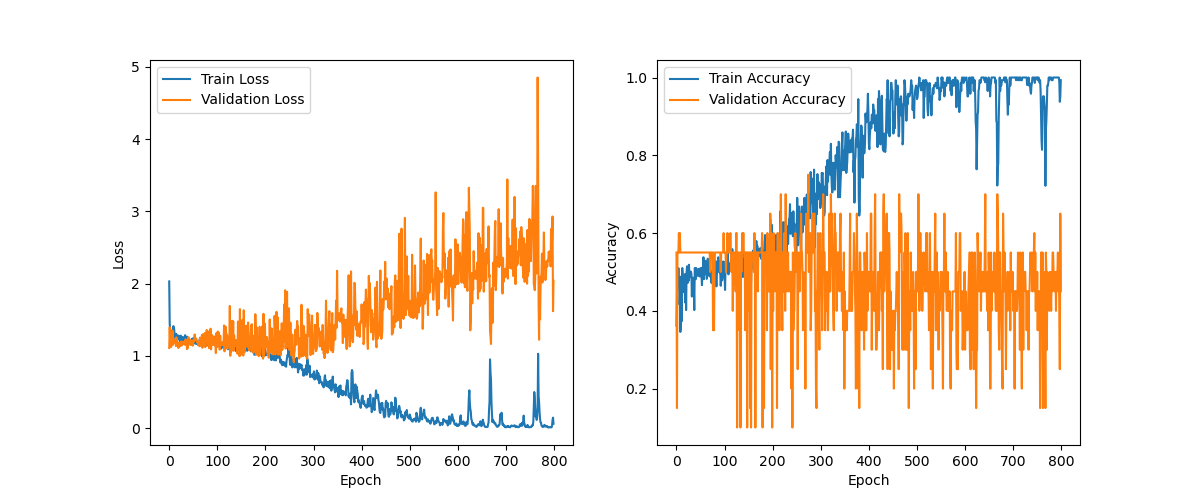 Train Loss
Validation Loss
5
4
3
2
1
0
Loss
0 100 200 300 400 500 600 700 800
Epoch
Train Accuracy
Validation Accuracy
1.0
0.8
0.6
0.4
0.2
Accuracy
0 100 200 300 400 500 600 700 800
Epoch